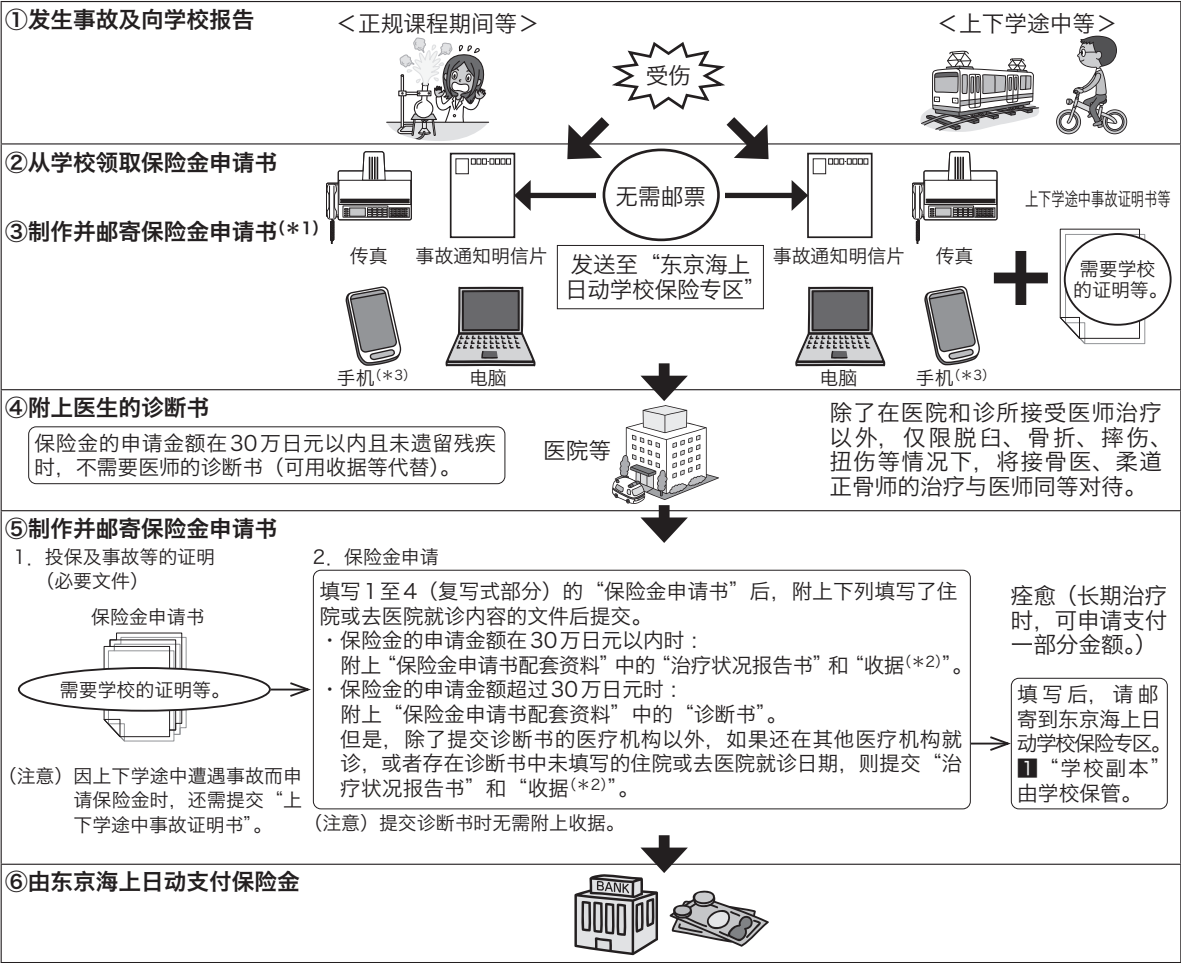 ①发生事故及向学校报告
＜正规课程期间等＞
受伤
＜上下学途中等＞
②从学校领取保险金申请书
③制作并邮寄保险金申请书(＊1)
传真
事故通知明信片
无需邮票
发送至“东京海上
日动学校保险专区”
事故通知明信片
传真
上下学途中事故证明书等
需要学校
的证明等。
手机(＊3)
电脑
电脑
手机(＊3)
④附上医生的诊断书
保险金的申请金额在30万日元以内且未遗留残疾
时，不需要医师的诊断书（可用收据等代替）。
医院等
除了在医院和诊所接受医师治疗
以外，仅限脱臼、骨折、摔伤、
扭伤等情况下，将接骨医、柔道
正骨师的治疗与医师同等对待。
⑤制作并邮寄保险金申请书
1．投保及事故等的证明
（必要文件）
保险金申请书
需要学校的证明等。
（注意）因上下学途中遭遇事故而申
请保险金时，还需提交“上
下学途中事故证明书”。
2．保险金申请
填写1至4（复写式部分）的“保险金申请书”后，附上下列填写了住
院或去医院就诊内容的文件后提交。
・保险金的申请金额在30万日元以内时：
附上“保险金申请书配套资料”中的“治疗状况报告书”和“收据(＊2)”。
・保险金的申请金额超过30万日元时：
附上“保险金申请书配套资料”中的“诊断书”。
但是，除了提交诊断书的医疗机构以外，如果还在其他医疗机构就
诊，或者存在诊断书中未填写的住院或去医院就诊日期，则提交“治
疗状况报告书”和“收据(＊2)”。
（注意）提交诊断书时无需附上收据。
痊愈（长期治疗
时，可申请支付
一部分金额。）
填写后，请邮
寄到东京海上日
动学校保险专区。
1“学校副本”
由学校保管。
⑥由东京海上日动支付保险金
BANK